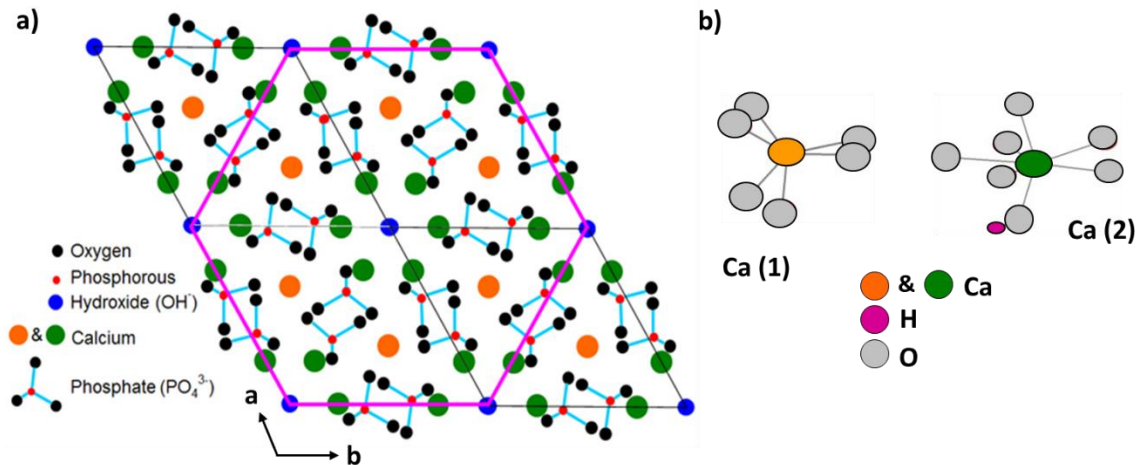 a)
b)
Oxygen
Phosphorous
Hydroxide (OH⁻)
& Calcium
Phosphate (PO₄³⁻)
a
b
Ca (1)
Ca (2)
& Ca
H
O